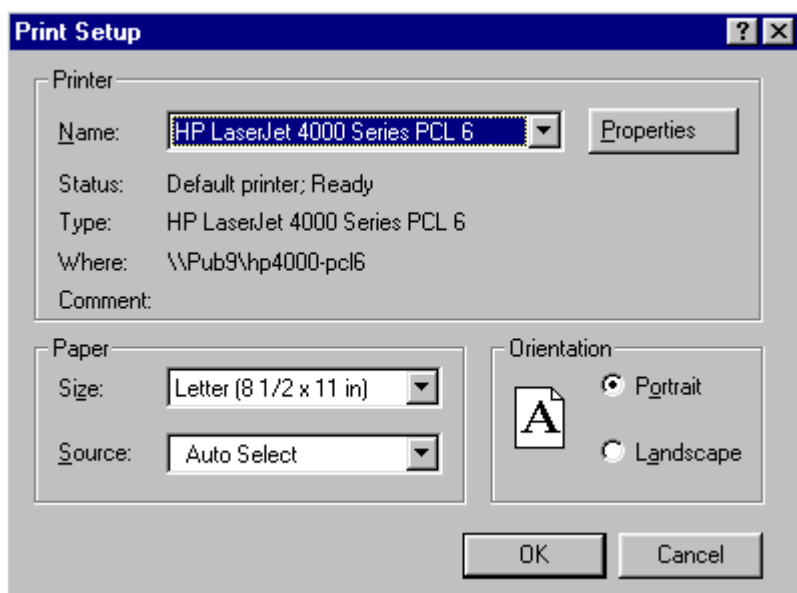 Print Setup
Printer
Name: HP LaserJet 4000 Series PCL 6 Properties
Status: Default printer; Ready
Type: HP LaserJet 4000 Series PCL 6
Where: \\Pub9\hp4000-pcl6
Comment:
Paper
Size: Letter (8 1/2 x 11 in)
Source: Auto Select
Orientation
A
Portrait
Landscape
OK Cancel